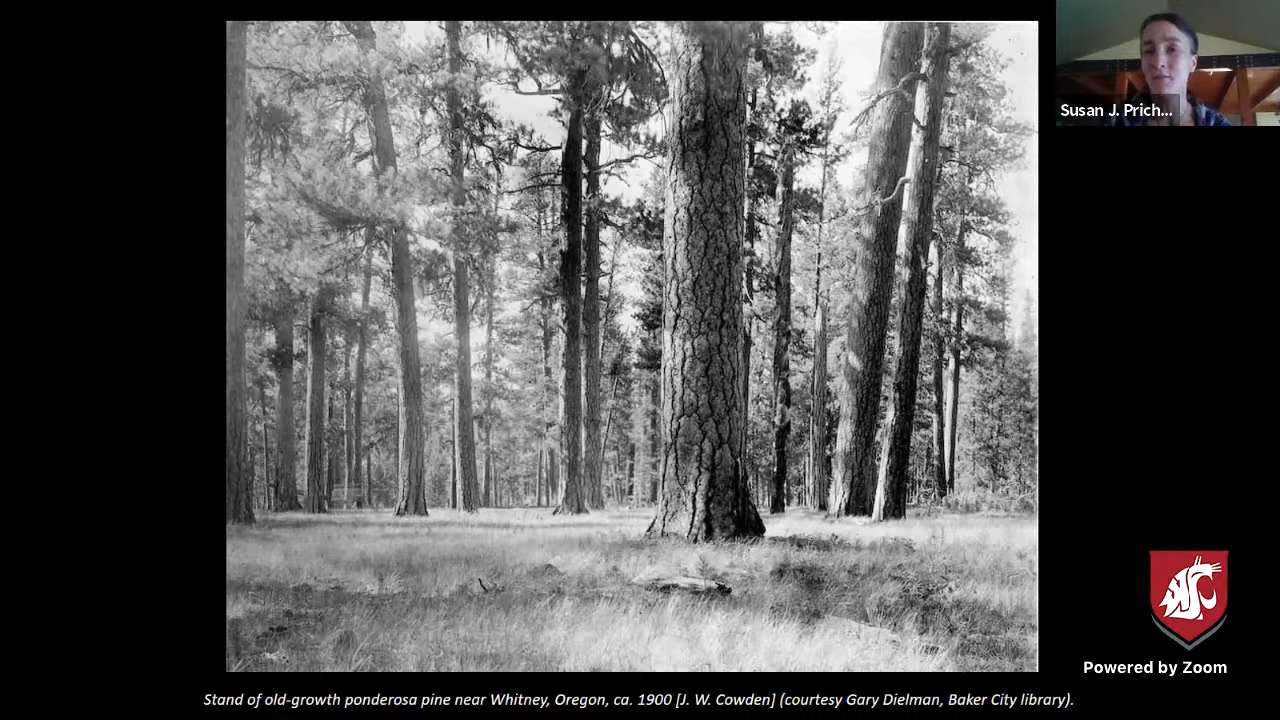 Susan J. Prich...
Powered by Zoom
Stand of old-growth ponderosa pine near Whitney, Oregon, ca. 1900 [J. W. Cowden] (courtesy Gary Dielman, Baker City library).